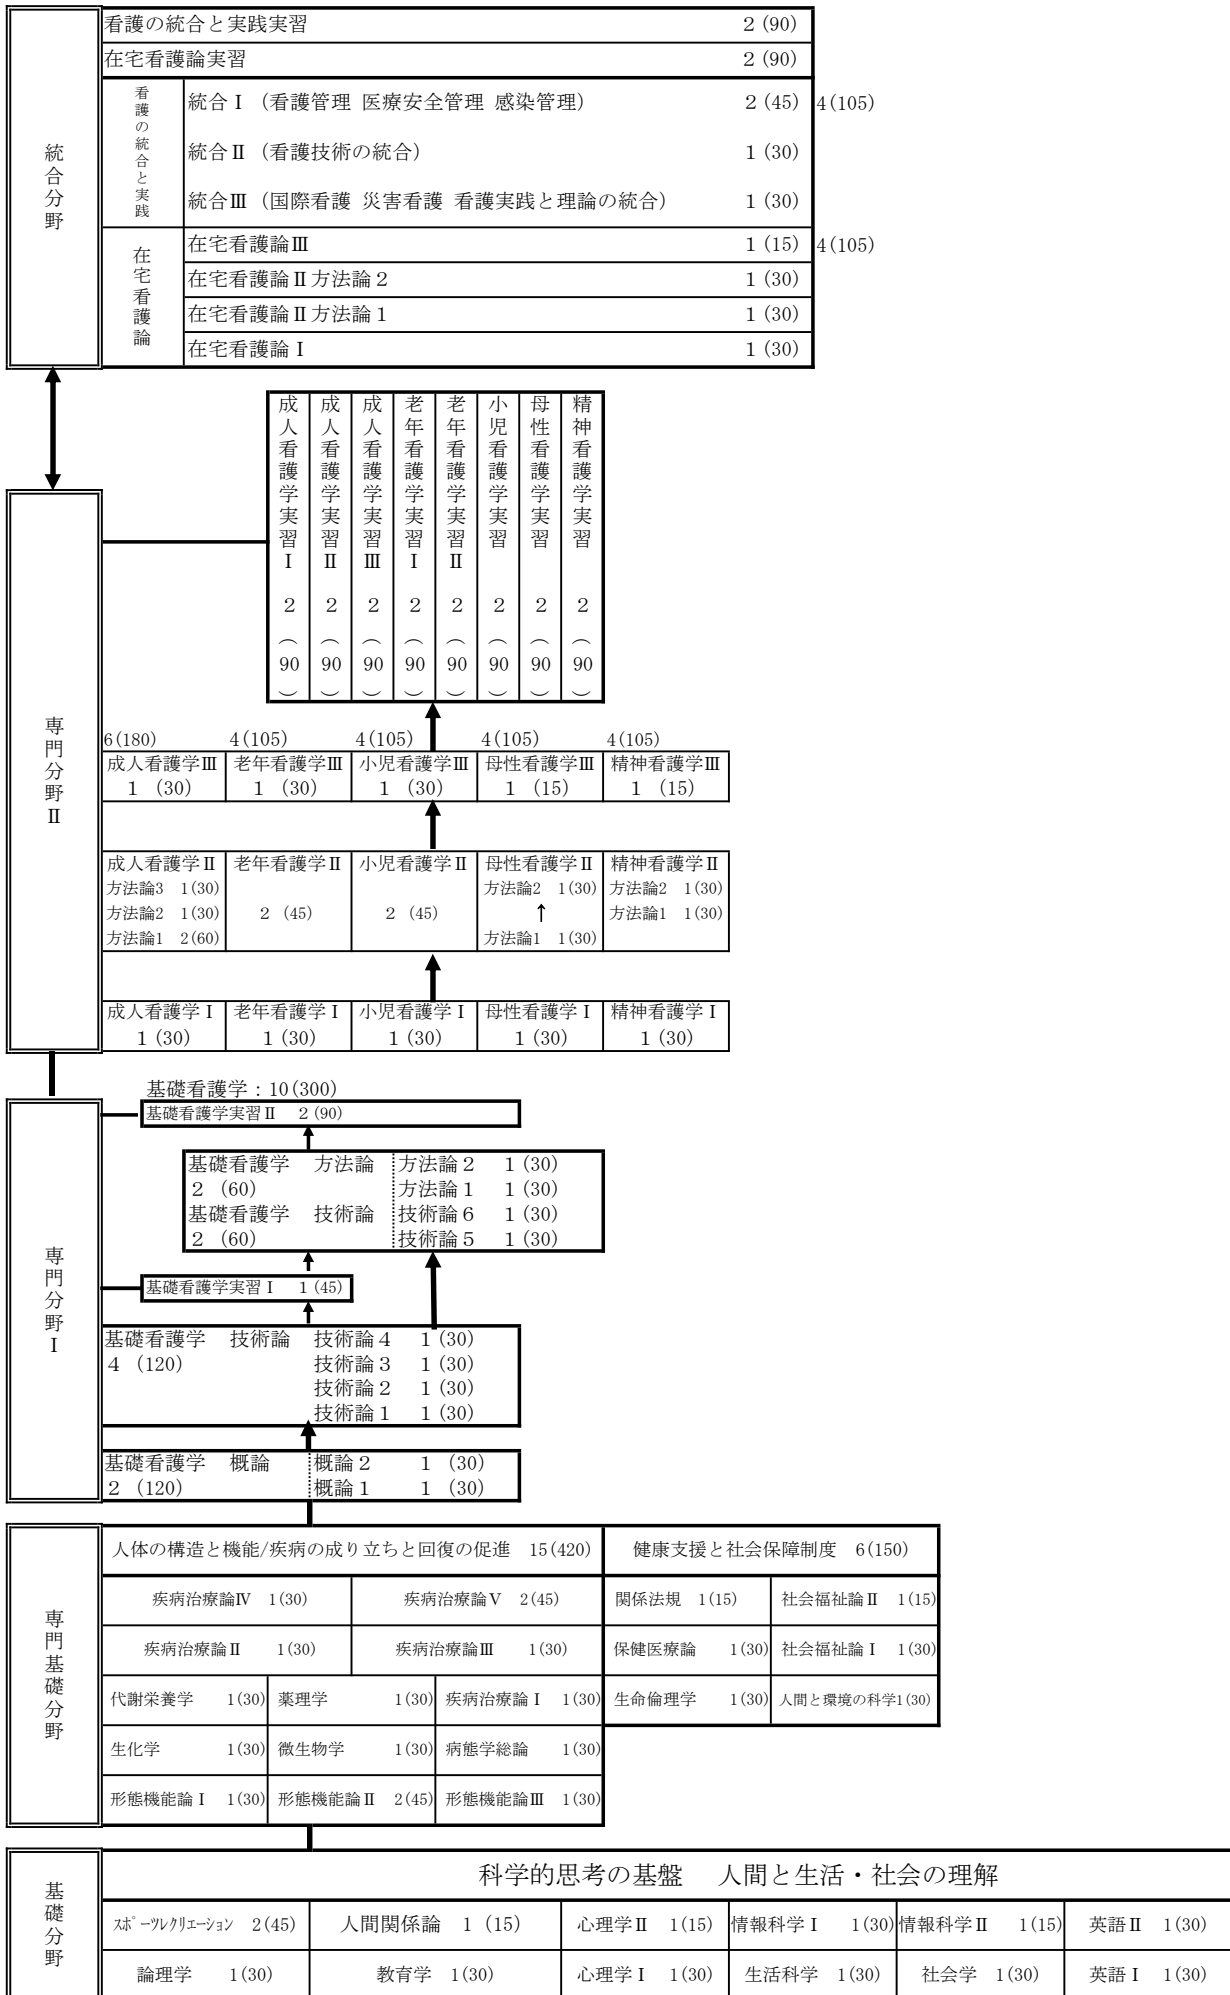 統合分野
看護の統合と実践実習 2 (90)
在宅看護論実習 2 (90)
看護の統合と実践
統合Ⅰ (看護管理 医療安全管理 感染管理) 2 (45) 4(105)
統合Ⅱ (看護技術の統合) 1 (30)
統合Ⅲ (国際看護 災害看護 看護実践と理論の統合) 1 (30)
在宅看護論
在宅看護論Ⅲ 1 (15) 4(105)
在宅看護論Ⅱ方法論2 1 (30)
在宅看護論Ⅱ方法論1 1 (30)
在宅看護論Ⅰ 1 (30)
専門分野Ⅱ
成人看護学実習Ⅰ 2 (90)
成人看護学実習Ⅱ 2 (90)
成人看護学実習Ⅲ 2 (90)
老年看護学実習Ⅰ 2 (90)
老年看護学実習Ⅱ 2 (90)
小児看護学実習 2 (90)
母性看護学実習 2 (90)
精神看護学実習 2 (90)
6(180) 4(105) 4(105) 4(105) 4(105)
成人看護学Ⅲ 老年看護学Ⅲ 小児看護学Ⅲ 母性看護学Ⅲ 精神看護学Ⅲ
1 (30) 1 (30) 1 (30) 1 (15) 1 (15)
成人看護学Ⅱ 老年看護学Ⅱ 小児看護学Ⅱ 母性看護学Ⅱ 精神看護学Ⅱ
方法論3 1(30) 方法論2 1(30) 方法論2 1(30)
方法論2 1(30) 2 (45) 2 (45) ↑ 方法論1 1(30)
方法論1 2(60) 方法論1 1(30)
成人看護学Ⅰ 老年看護学Ⅰ 小児看護学Ⅰ 母性看護学Ⅰ 精神看護学Ⅰ
1 (30) 1 (30) 1 (30) 1 (30) 1 (30)
専門分野Ⅰ
基礎看護学：10(300)
基礎看護学実習Ⅱ 2 (90)
基礎看護学 方法論 方法論2 1 (30)
2 (60) 方法論1 1 (30)
基礎看護学 技術論 技術論6 1 (30)
2 (60) 技術論5 1 (30)
基礎看護学実習Ⅰ 1 (45)
基礎看護学 技術論 技術論4 1 (30)
4 (120) 技術論3 1 (30)
技術論2 1 (30)
技術論1 1 (30)
基礎看護学 概論 概論2 1 (30)
2 (120) 概論1 1 (30)
専門基礎分野
人体の構造と機能/疾病の成り立ちと回復の促進 15(420) 健康支援と社会保障制度 6(150)
疾病治療論Ⅳ 1(30) 疾病治療論Ⅴ 2(45) 関係法規 1(15) 社会福祉論Ⅱ 1(15)
疾病治療論Ⅱ 1(30) 疾病治療論Ⅲ 1(30) 保健医療論 1(30) 社会福祉論Ⅰ 1(30)
代謝栄養学 1(30) 薬理学 1(30) 疾病治療論Ⅰ 1(30) 生命倫理学 1(30) 人間と環境の科学1(30)
生化学 1(30) 微生物学 1(30) 病態学総論 1(30)
形態機能論Ⅰ 1(30) 形態機能論Ⅱ 2(45) 形態機能論Ⅲ 1(30)
基礎分野
科学的思考の基盤 人間と生活・社会の理解
ｽﾎﾟｰﾂﾚｸﾘｴｰｼｮﾝ 2(45) 人間関係論 1 (15) 心理学Ⅱ 1(15) 情報科学Ⅰ 1(30) 情報科学Ⅱ 1(15) 英語Ⅱ 1(30)
論理学 1(30) 教育学 1(30) 心理学Ⅰ 1(30) 生活科学 1(30) 社会学 1(30) 英語Ⅰ 1(30)